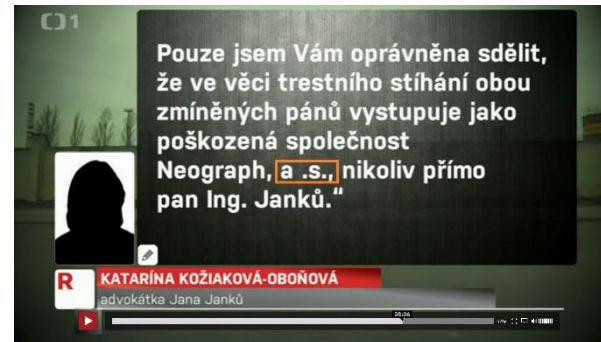 1
Pouze jsem Vám oprávněna sdělit,
že ve věci trestního stíhání obou
zmíněných pánů vystupuje jako
poškozená společnost
Neograph, a .s., nikoliv přímo
pan Ing. Janků.“
R
KATARÍNA KOŽIAKOVÁ-OBOŇOVÁ
advokátka Jana Janků